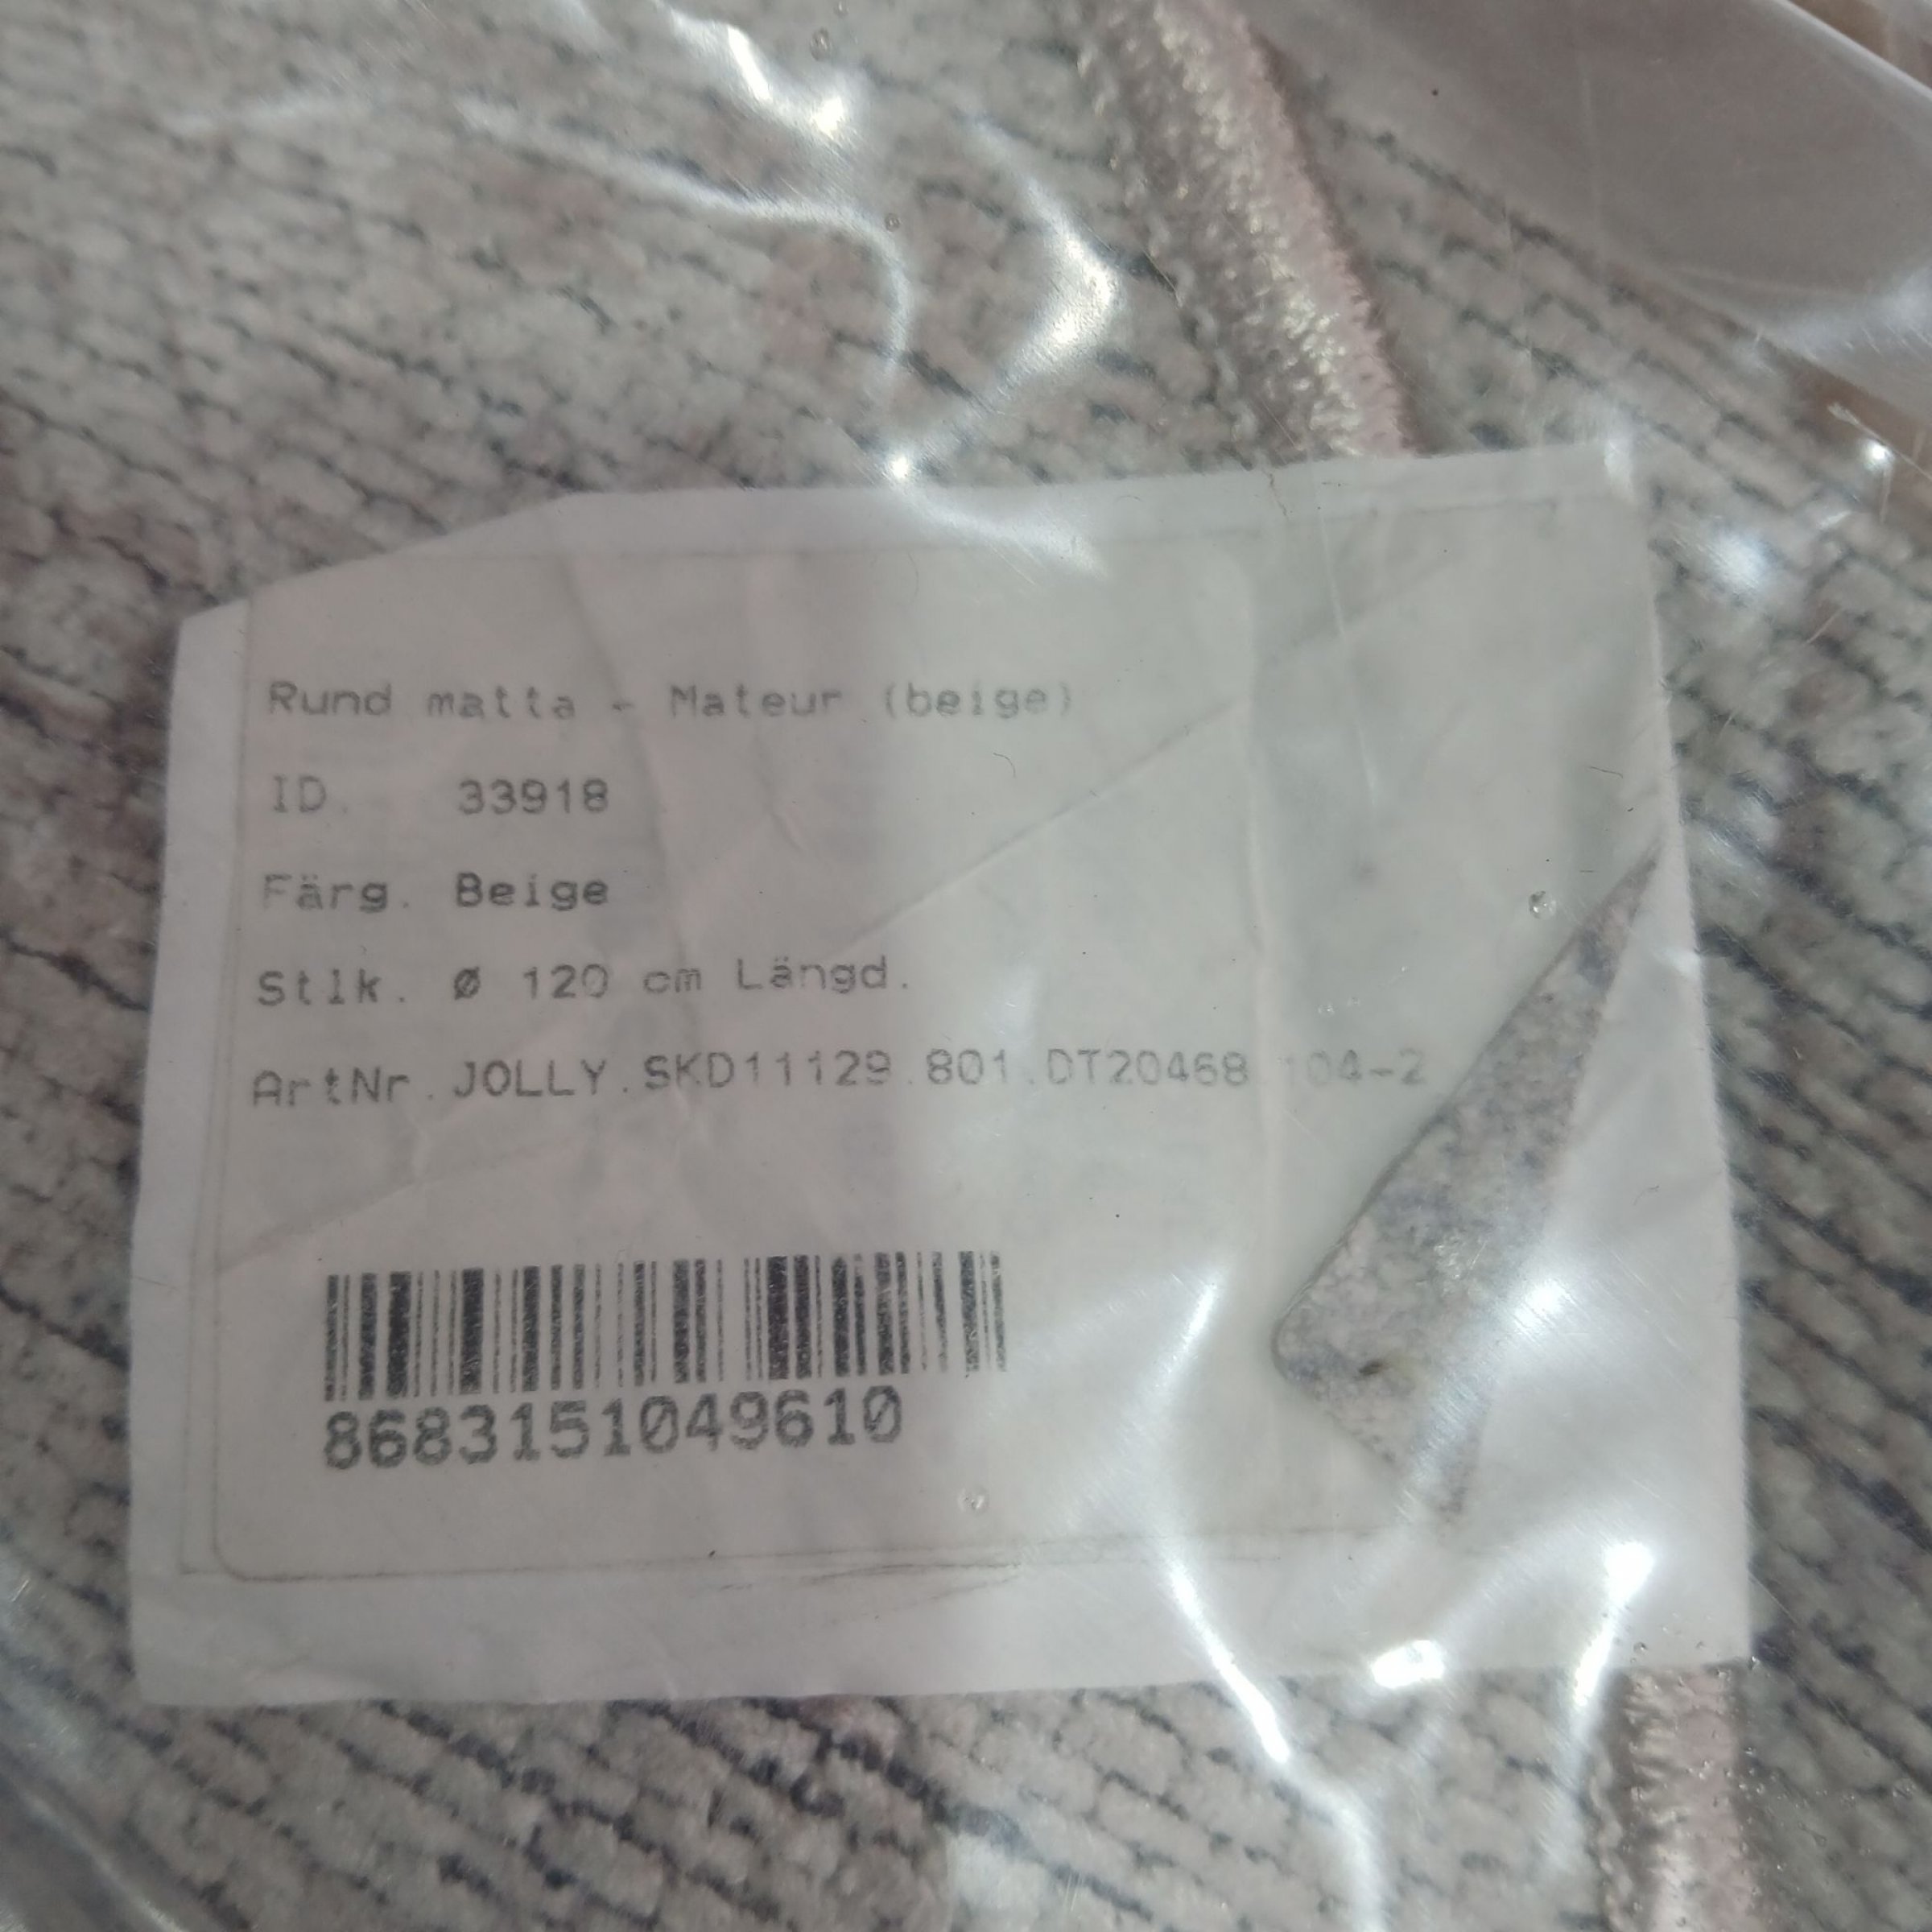 Rund matta - Mateur (beige)
ID. 33918
Färg. Beige
Stlk. Ø 120 cm Längd.
ArtNr.JOLLY.SKD11129.801.DT20468.104-2
8683151049610